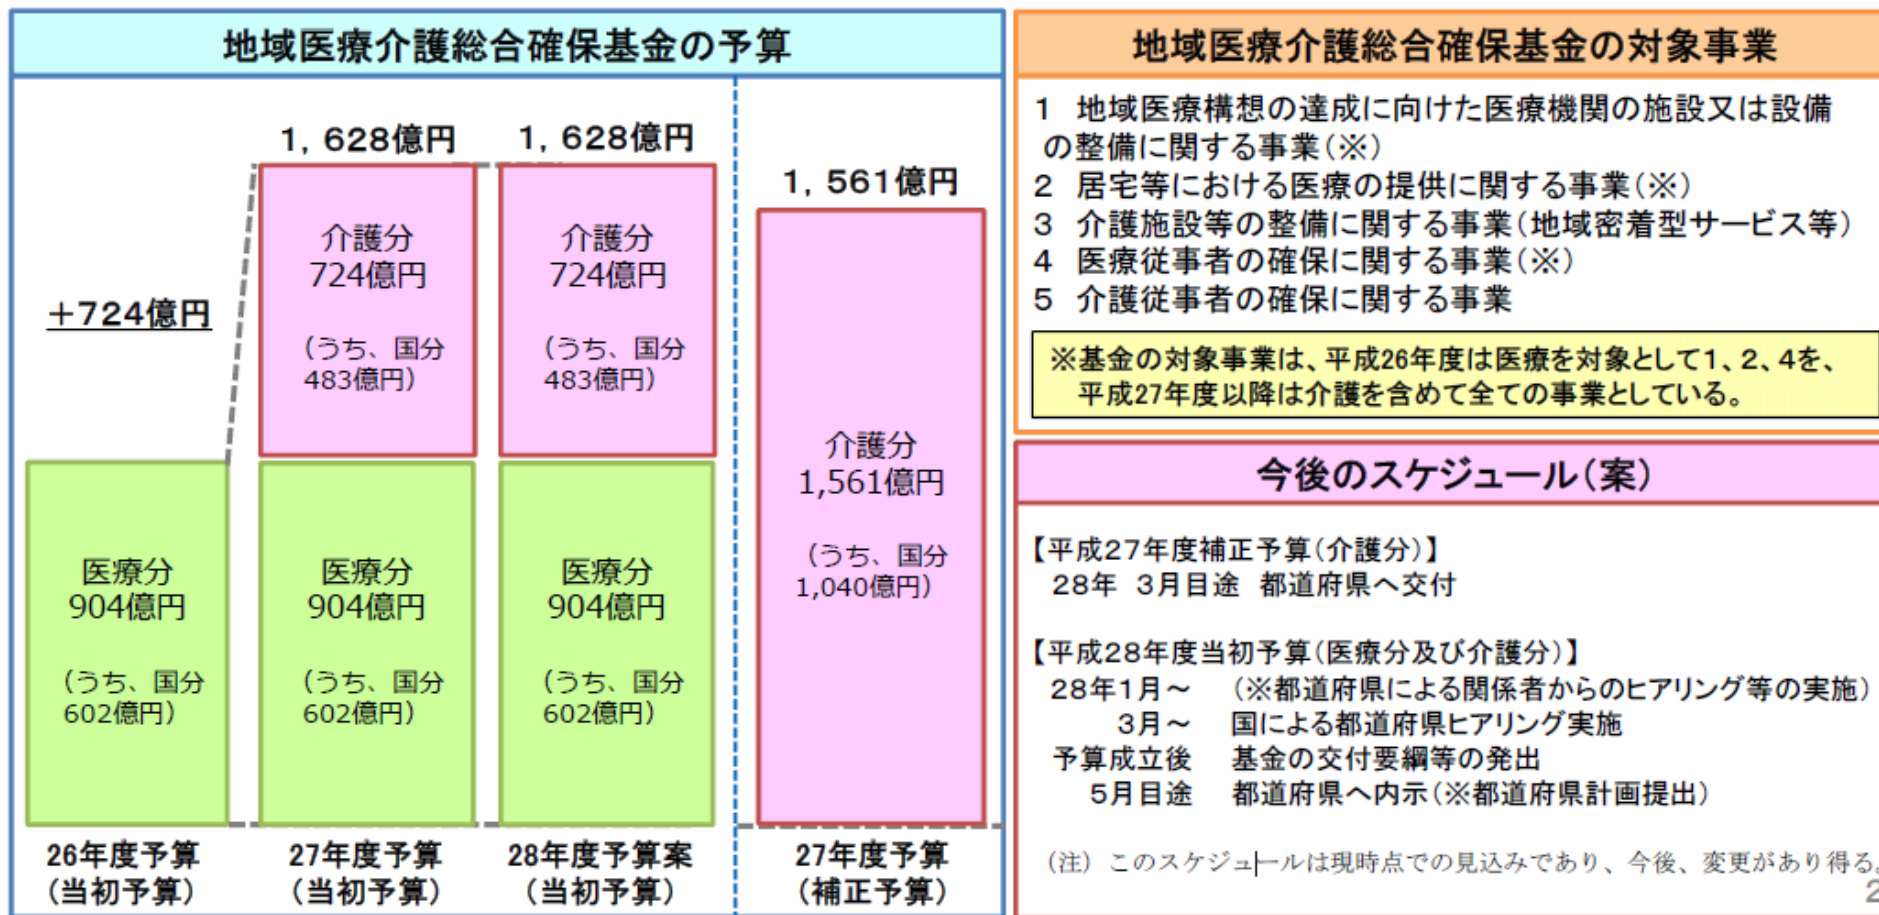 地域医療介護総合確保基金の予算
1，628億円
1，628億円
1，561億円
＋724億円
介護分
724億円
（うち、国分
483億円）
介護分
724億円
（うち、国分
483億円）
介護分
1,561億円
（うち、国分
1,040億円）
医療分
904億円
（うち、国分
602億円）
医療分
904億円
（うち、国分
602億円）
医療分
904億円
（うち、国分
602億円）
26年度予算
（当初予算）
27年度予算
（当初予算）
28年度予算案
（当初予算）
27年度予算
（補正予算）
地域医療介護総合確保基金の対象事業
1　地域医療構想の達成に向けた医療機関の施設又は設備
の整備に関する事業（※）
2　居宅等における医療の提供に関する事業（※）
3　介護施設等の整備に関する事業（地域密着型サービス等）
4　医療従事者の確保に関する事業（※）
5　介護従事者の確保に関する事業
※基金の対象事業は、平成26年度は医療を対象として1、2、4を、
平成27年度以降は介護を含めて全ての事業としている。
今後のスケジュール（案）
【平成27年度補正予算（介護分）】
28年　3月目途　都道府県へ交付
【平成28年度当初予算（医療分及び介護分）】
28年1月～　（※都道府県による関係者からのヒアリング等の実施）
3月～　国による都道府県ヒアリング実施
予算成立後　基金の交付要綱等の発出
5月目途　都道府県へ内示（※都道府県計画提出）
（注）このスケジュールは現時点での見込みであり、今後、変更があり得る。
2